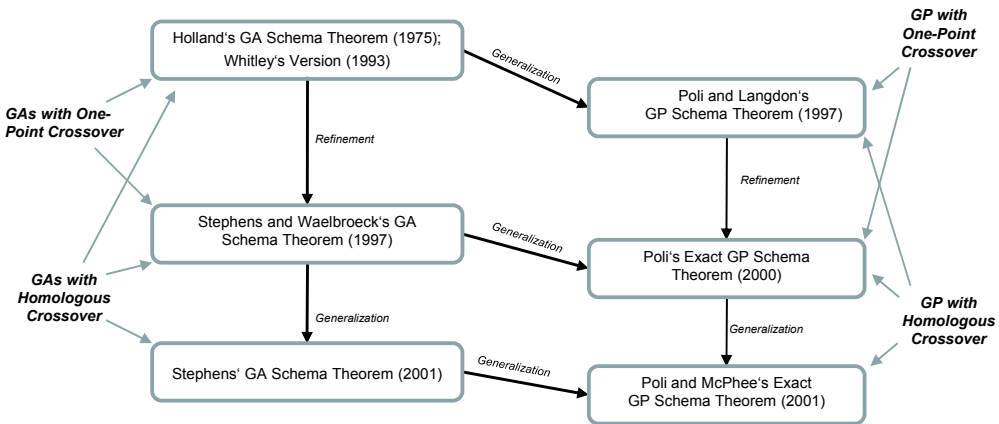 Holland‘s GA Schema Theorem (1975);
Whitley‘s Version (1993)
Generalization
GP with
One-Point
Crossover
GAs with One-
Point Crossover
Poli and Langdon‘s
GP Schema Theorem (1997)
Refinement
Refinement
Stephens and Waelbroeck‘s GA
Schema Theorem (1997)
Generalization
Poli‘s Exact GP Schema
Theorem (2000)
GAs with
Homologous
Crossover
GP with
Homologous
Crossover
Generalization
Generalization
Stephens‘ GA Schema Theorem (2001)
Generalization
Poli and McPhee‘s Exact
GP Schema Theorem (2001)